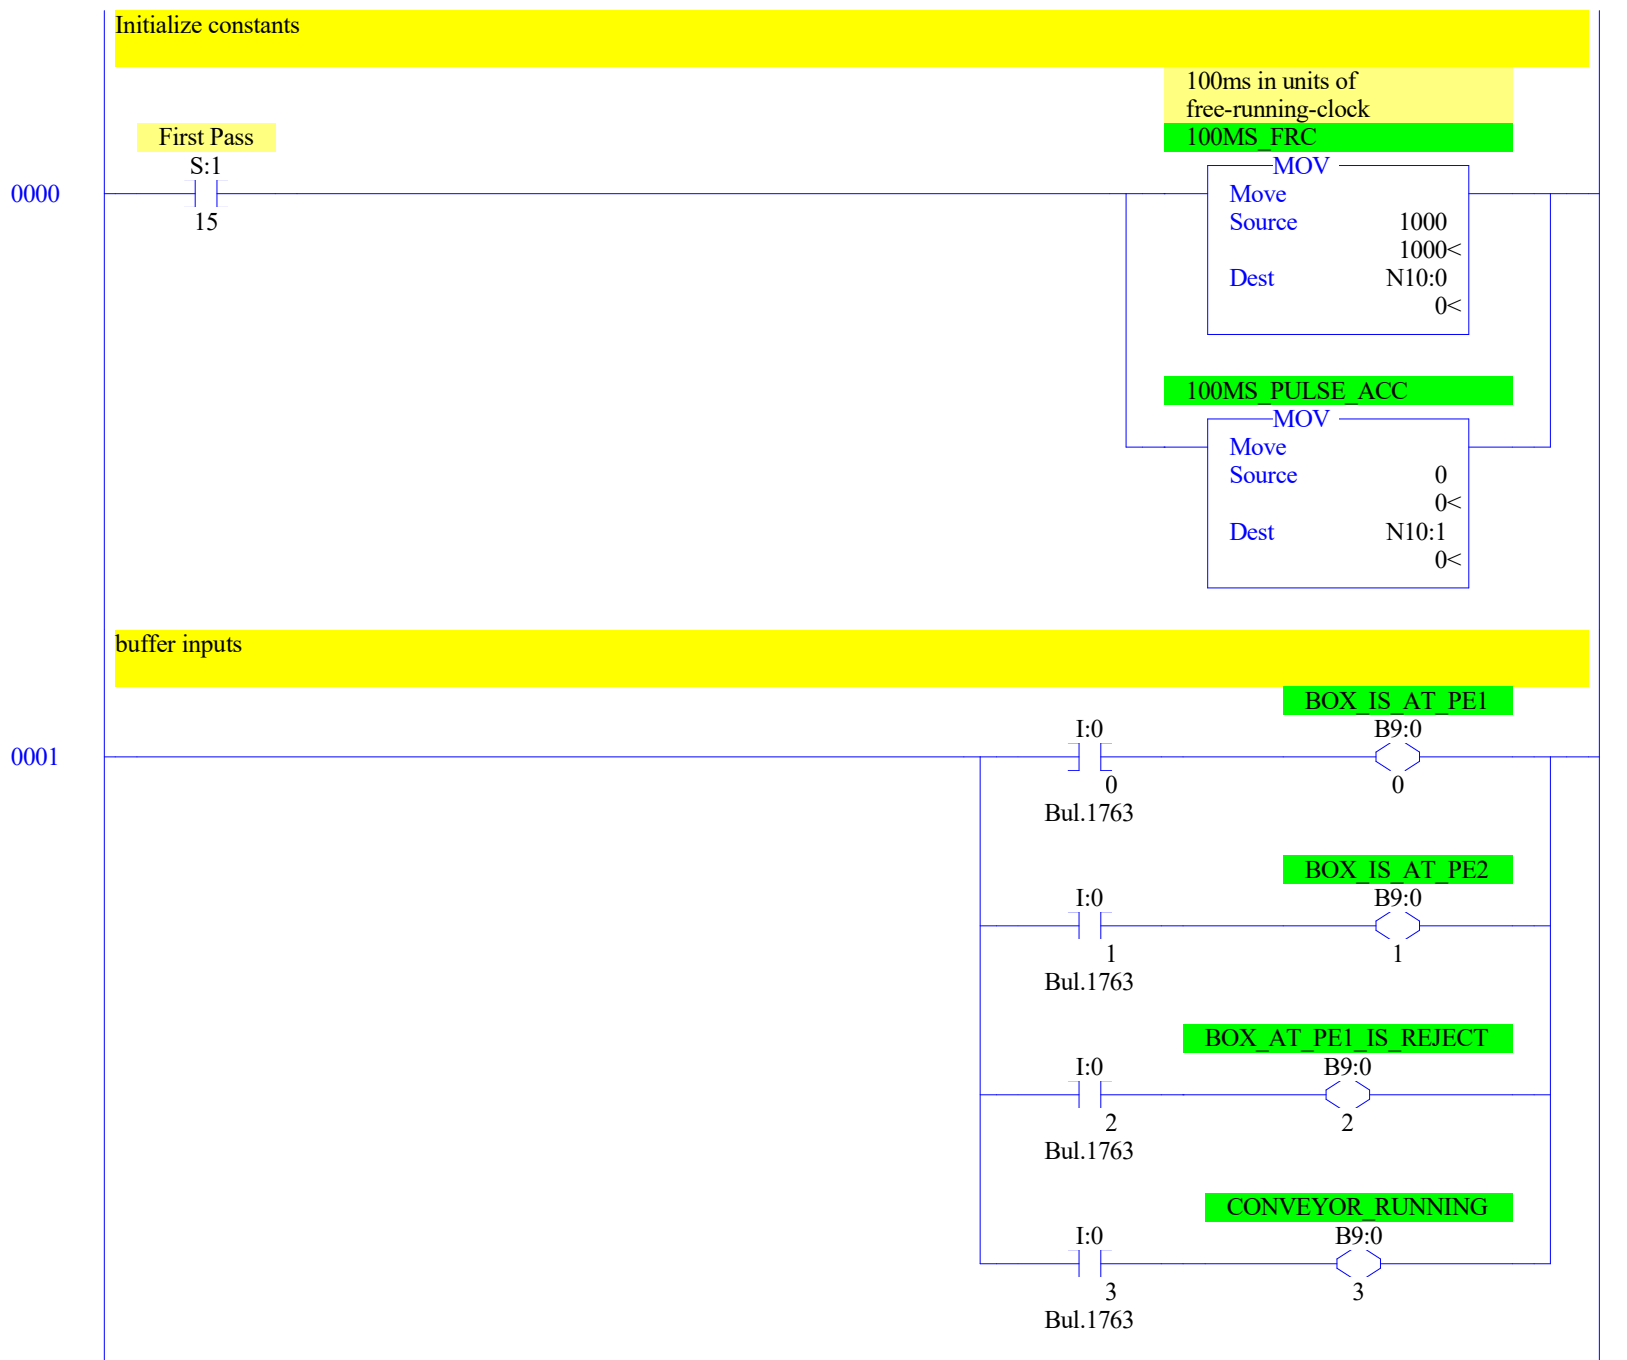 Initialize constants
100ms in units of
free-running-clock
100MS_FRC
First Pass
S:1
MOV
0000
Move
15
Source 1000
1000<
Dest N10:0
0<
100MS_PULSE_ACC
MOV
Move
Source 0
0<
Dest N10:1
0<
buffer inputs
BOX_IS_AT_PE1
I:0 B9:0
0001
0 0
Bul.1763
BOX_IS_AT_PE2
I:0 B9:0
1 1
Bul.1763
BOX_AT_PE1_IS_REJECT
I:0 B9:0
2 2
Bul.1763
CONVEYOR_RUNNING
I:0 B9:0
3 3
Bul.1763